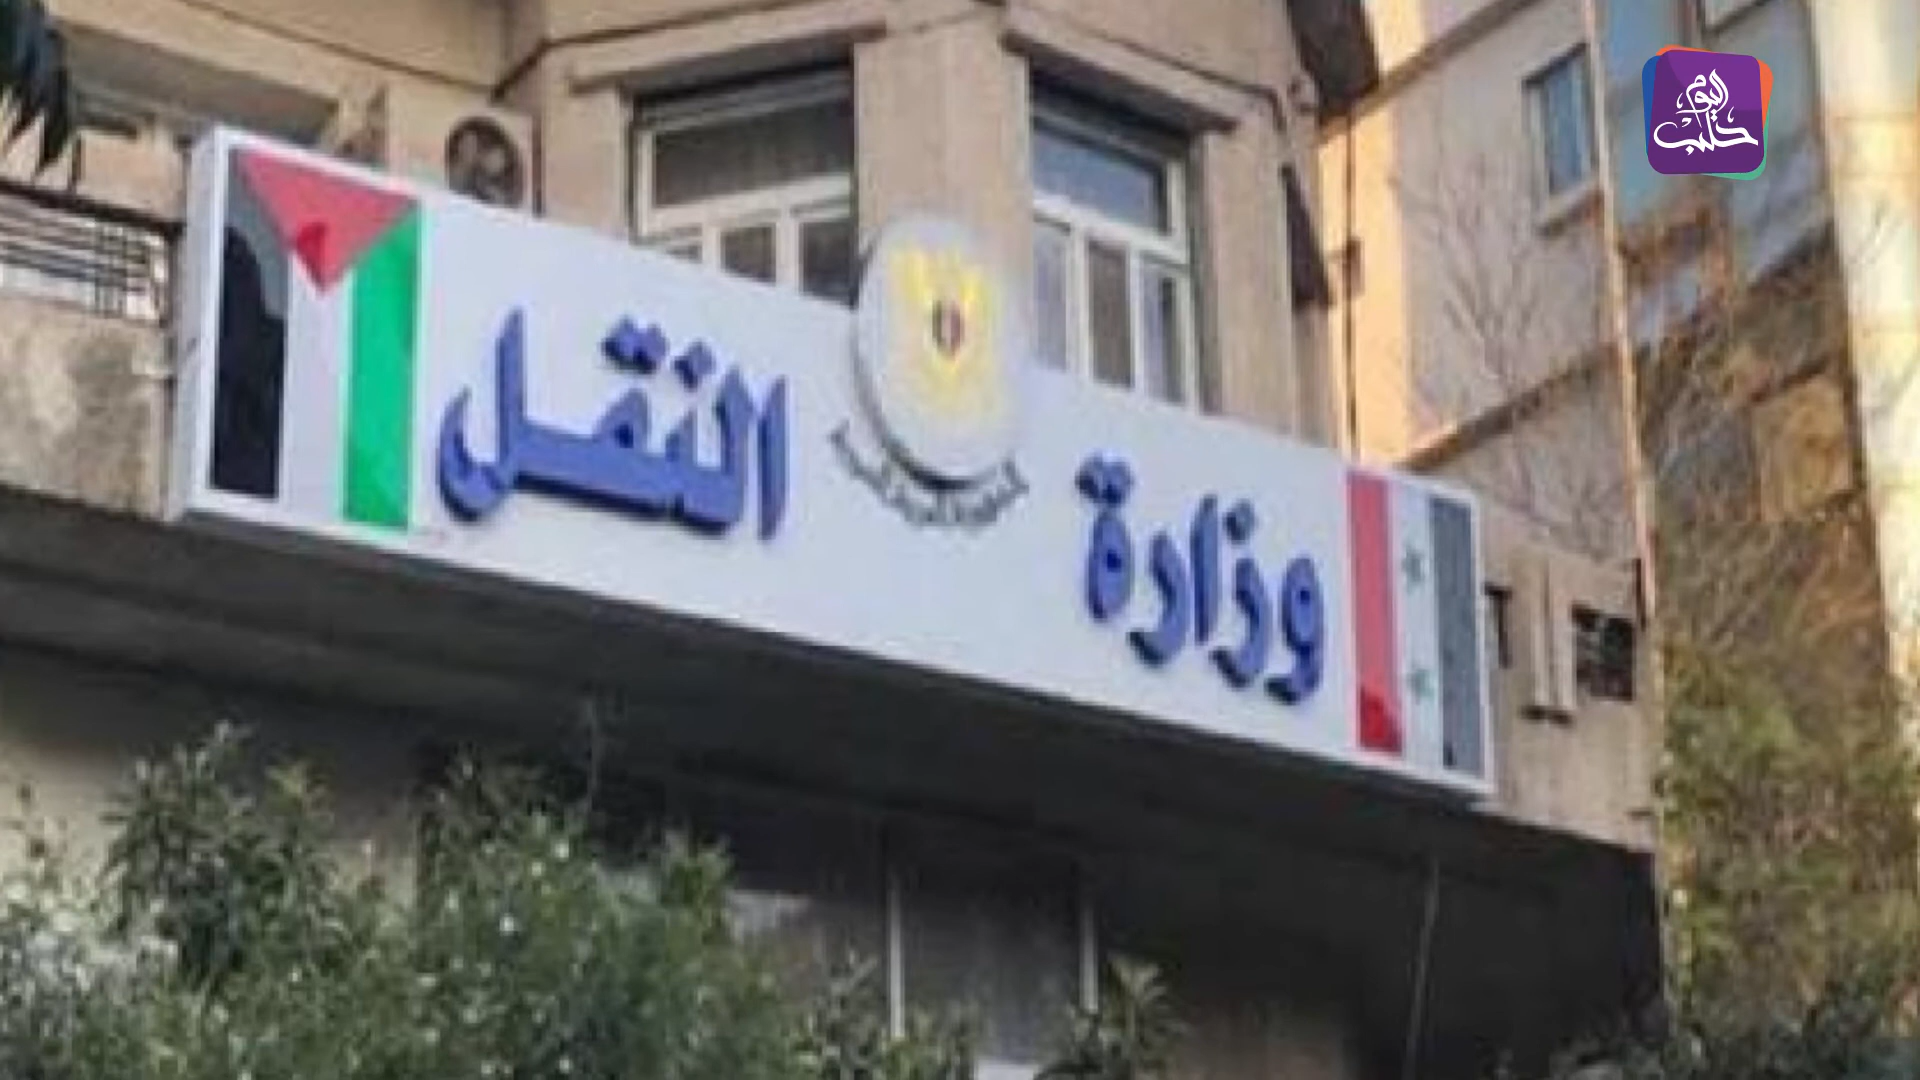 وزارة النقل
حلب
اليوم